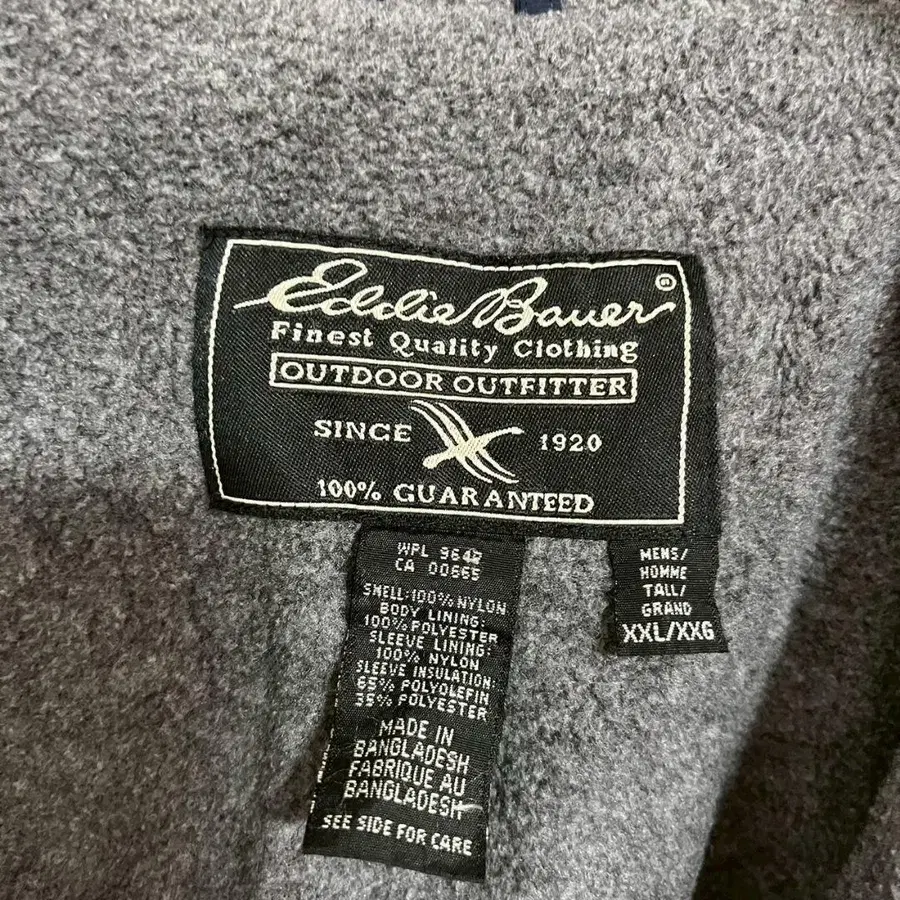 Eddie Bauer®
Finest Quality Clothing
OUTDOOR OUTFITTER
SINCE 1920
100% GUARANTEED
WPL
CA 00665
SHELL: 100% NYLON
BODY LINING:
100% POLYESTER
SLEEVE LINING:
100% NYLON
SLEEVE INSULATION:
65% POLYOLEFIN
35% POLYESTER
MADE IN
BANGLADESH
FABRIQUE AU
BANGLADESH
SEE SIDE FOR CARE
MENS/
HOMME
TALL/
GRAND
XXL/XXG